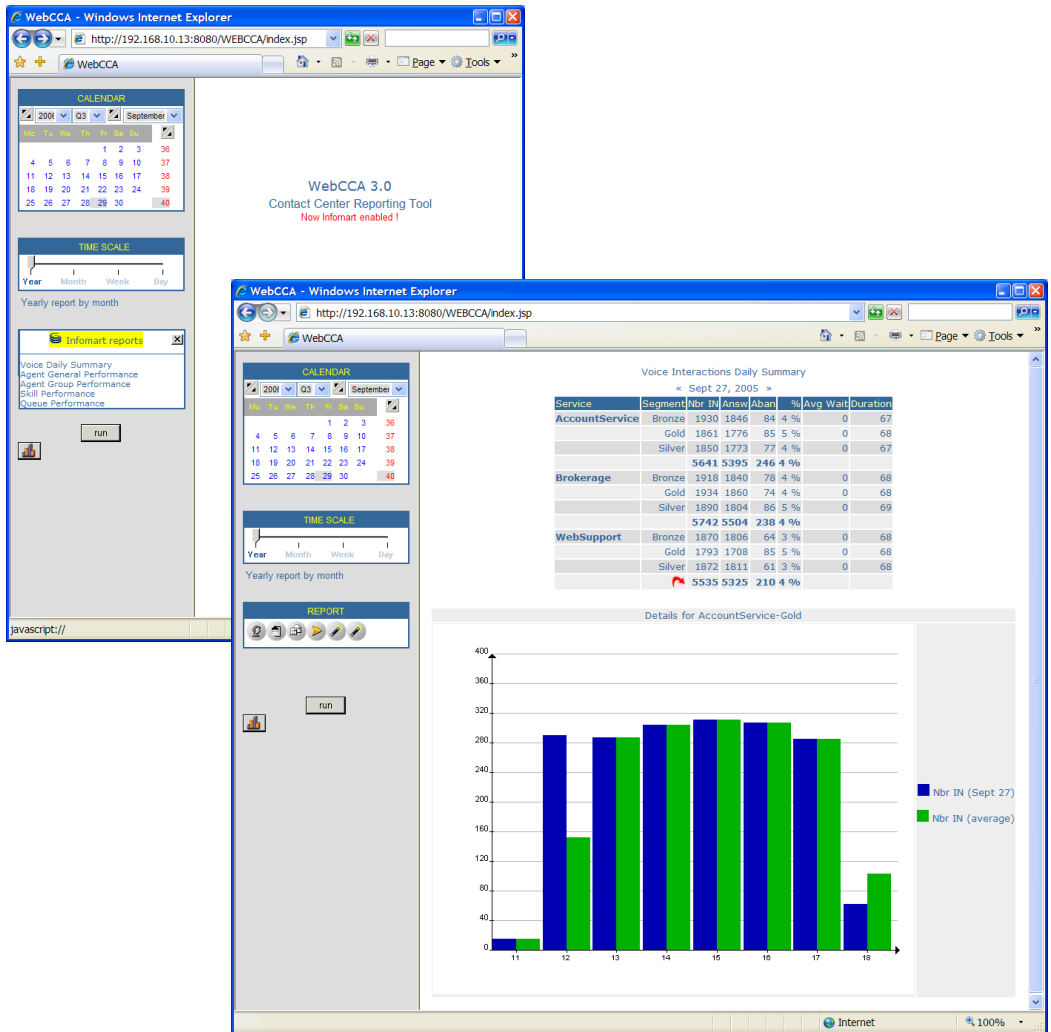 WebCCA - Windows Internet Explorer
http://192.168.10.13:8080/WEBCCA/index.jsp
WebCCA
Page
Tools
»
CALENDAR
Q3 September
Mo Tu We Th Fr Sa Su
1 2 3 36
4 5 6 7 8 9 10 37
11 12 13 14 15 16 17 38
18 19 20 21 22 23 24 39
25 26 27 28 29 30 40
TIME SCALE
Year Month Week Day
Yearly report by month
Infomart reports X
Voice Daily Summary
Agent General Performance
Agent Group Performance
Skill Performance
Queue Performance
run
WebCCA 3.0
Contact Center Reporting Tool
Now Infomart enabled !
javascript://
WebCCA - Windows Internet Explorer
http://192.168.10.13:8080/WEBCCA/index.jsp
WebCCA
Page
Tools
»
CALENDAR
Q3 September
Mo Tu We Th Fr Sa Su
1 2 3 36
4 5 6 7 8 9 10 37
11 12 13 14 15 16 17 38
18 19 20 21 22 23 24 39
25 26 27 28 29 30 40
TIME SCALE
Year Month Week Day
Yearly report by month
REPORT
run
Voice Interactions Daily Summary
« Sept 27, 2005 »
Service Segment Nbr IN Answ Aban % Avg Wait Duration
AccountService Bronze 1930 1846 84 4 % 0 67
Gold 1861 1776 85 5 % 0 68
Silver 1850 1773 77 4 % 0 67
5641 5395 246 4 %
Brokerage Bronze 1918 1840 78 4 % 0 68
Gold 1934 1860 74 4 % 0 68
Silver 1890 1804 86 5 % 0 69
5742 5504 238 4 %
WebSupport Bronze 1870 1806 64 3 % 0 68
Gold 1793 1708 85 5 % 0 68
Silver 1872 1811 61 3 % 0 68
5535 5325 210 4 %
Details for AccountService-Gold
400
360
320
280
240
200
160
120
80
40
0
11 12 13 14 15 16 17 18
Nbr IN (Sept 27)
Nbr IN (average)
Internet
100%